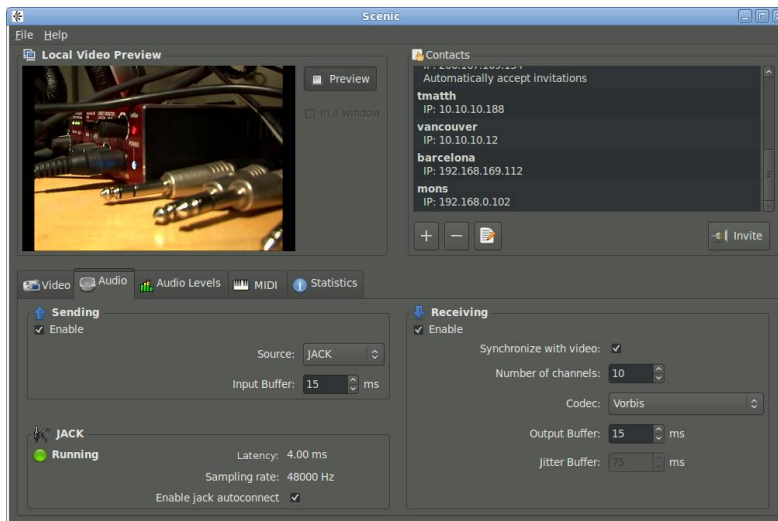 Scenic
File Help
Local Video Preview
Preview
In a window
Contacts
Automatically accept invitations
tmatth
IP: 10.10.10.188
vancouver
IP: 10.10.10.12
barcelona
IP: 192.168.169.112
mons
IP: 192.168.0.102
Invite
Video Audio Audio Levels MIDI Statistics
Sending
Enable
Source: JACK
Input Buffer: 15 ms
JACK
Running
Latency: 4.00 ms
Sampling rate: 48000 Hz
Enable jack autoconnect
Receiving
Enable
Synchronize with video:
Number of channels: 10
Codec: Vorbis
Output Buffer: 15 ms
Jitter Buffer: 75 ms